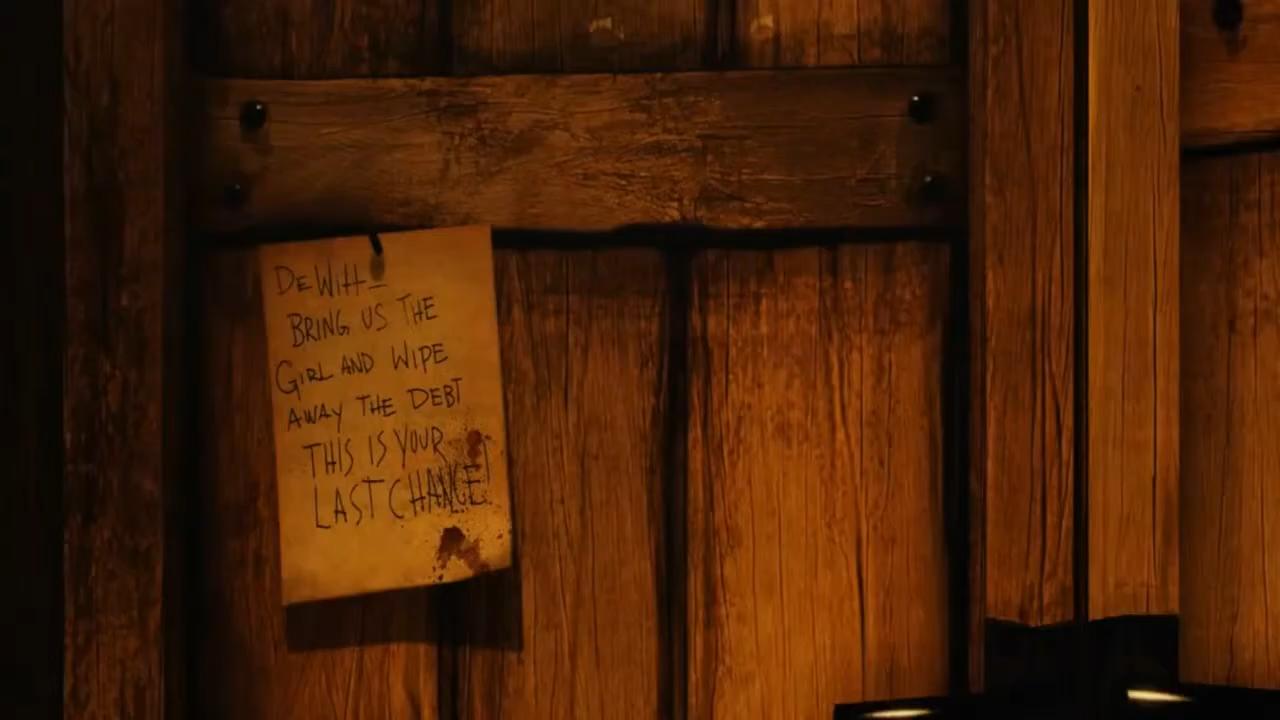 DEWitt–
BRING US THE
GIRL AND WIPE
AWAY THE DEBT
THIS IS YOUR
LAST CHANCE!